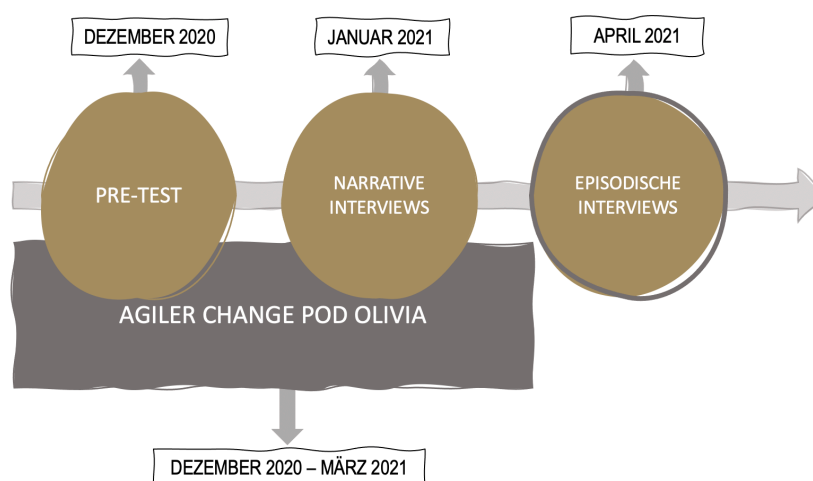 DEZEMBER 2020
JANUAR 2021
APRIL 2021
PRE-TEST
NARRATIVE
INTERVIEWS
EPISODISCHE
INTERVIEWS
AGILER CHANGE POD OLIVIA
DEZEMBER 2020 – MÄRZ 2021